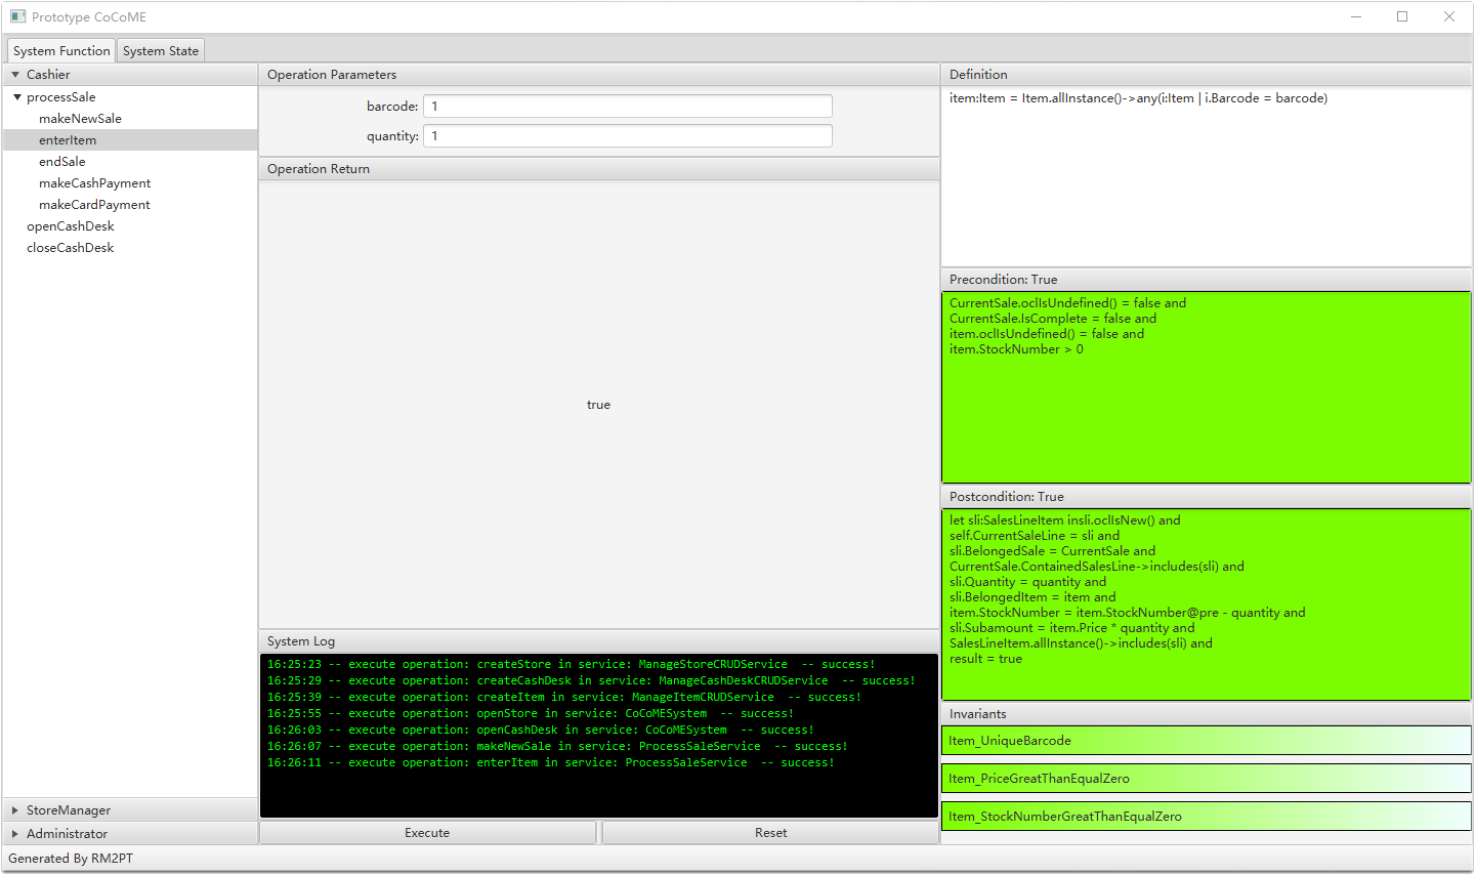 Prototype CoCoME
System Function
System State
Cashier
processSale
makeNewSale
enterItem
endSale
makeCashPayment
makeCardPayment
openCashDesk
closeCashDesk
StoreManager
Administrator
Operation Parameters
barcode: 1
quantity: 1
Operation Return
true
System Log
16:25:23 -- execute operation: createStore in service: ManageStoreCRUDService  -- success!
16:25:29 -- execute operation: createCashDesk in service: ManageCashDeskCRUDService  -- success!
16:25:39 -- execute operation: createItem in service: ManageItemCRUDService  -- success!
16:25:55 -- execute operation: openStore in service: CoCoMESystem  -- success!
16:26:03 -- execute operation: openCashDesk in service: CoCoMESystem  -- success!
16:26:07 -- execute operation: makeNewSale in service: ProcessSaleService  -- success!
16:26:11 -- execute operation: enterItem in service: ProcessSaleService  -- success!
Execute
Reset
Definition
item:Item = Item.allInstance()->any(i:Item | i.Barcode = barcode)
Precondition: True
CurrentSale.oclIsUndefined() = false and
CurrentSale.IsComplete = false and
item.oclIsUndefined() = false and
item.StockNumber > 0
Postcondition: True
let sli:SalesLineItem insli.oclIsNew() and
self.CurrentSaleLine = sli and
sli.BelongedSale = CurrentSale and
CurrentSale.ContainedSalesLine->includes(sli) and
sli.Quantity = quantity and
sli.BelongedItem = item and
item.StockNumber = item.StockNumber@pre - quantity and
sli.Subamount = item.Price * quantity and
SalesLineItem.allInstance()->includes(sli) and
result = true
Invariants
Item_UniqueBarcode
Item_PriceGreatThanEqualZero
Item_StockNumberGreatThanEqualZero
Generated By RM2PT